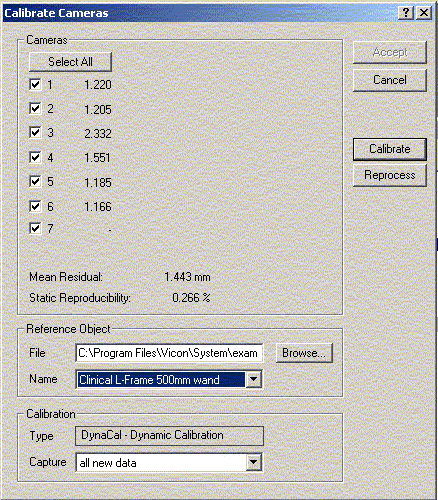 Calibrate Cameras
Cameras
Select All
1 1.220
2 1.205
3 2.332
4 1.551
5 1.185
6 1.166
7 -
Mean Residual: 1.443 mm
Static Reproducibility: 0.266 %
Accept
Cancel
Calibrate
Reprocess
Reference Object
File C:\Program Files\Vicon\System\exam Browse...
Name Clinical L-Frame 500mm wand
Calibration
Type DynaCal - Dynamic Calibration
Capture all new data